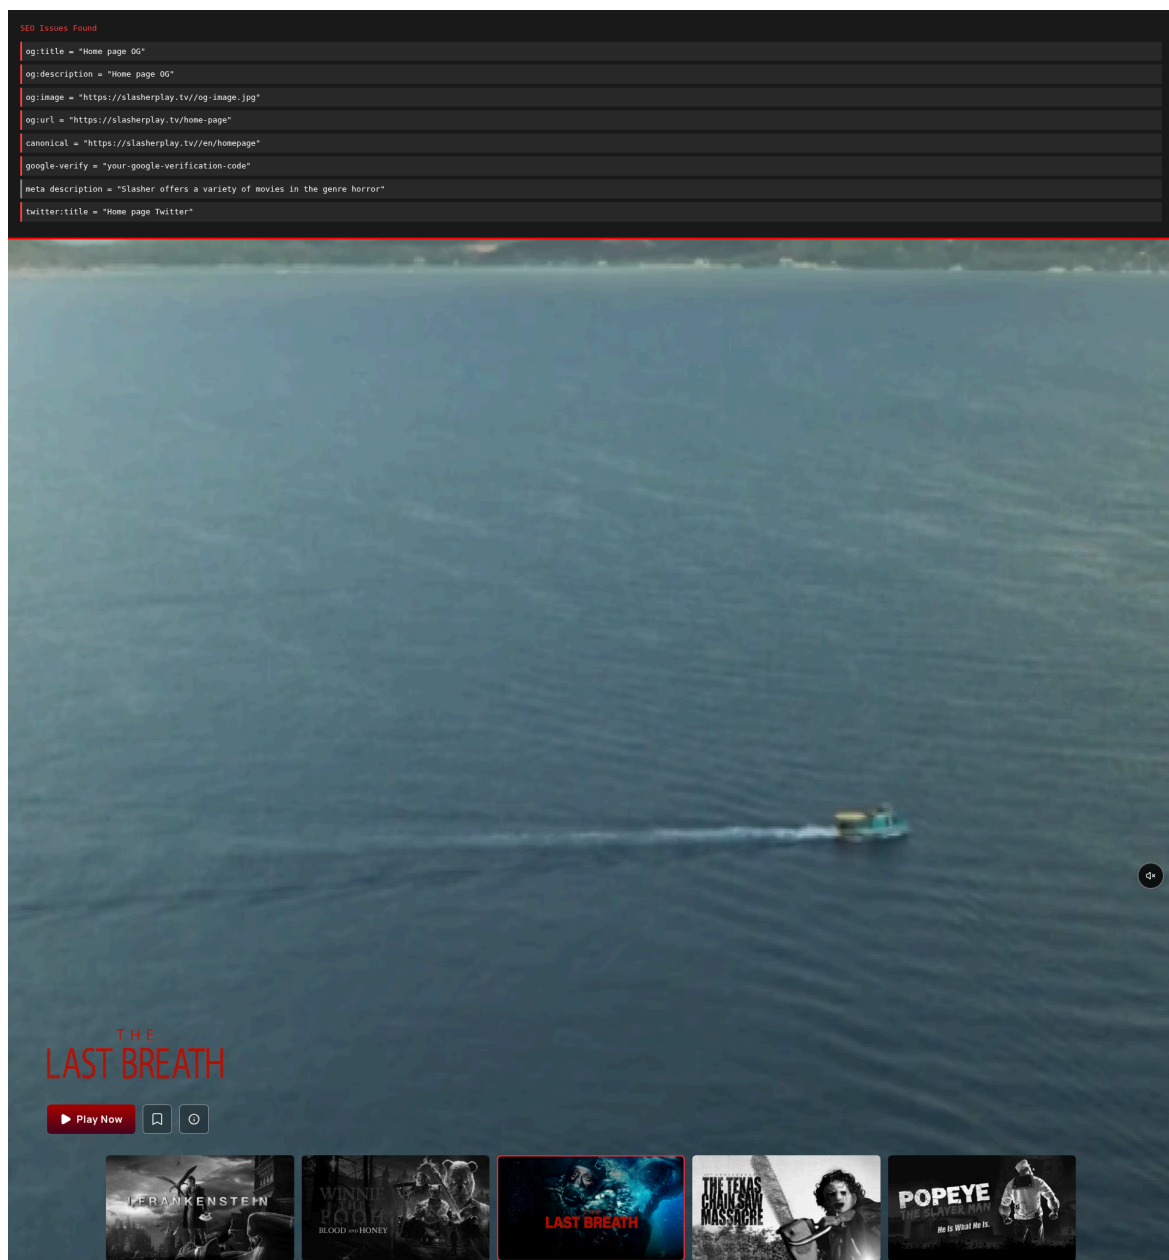 SEO Issues Found
og:title = "Home page OG"
og:description = "Home page OG"
og:image = "https://slasherplay.tv//og-image.jpg"
og:url = "https://slasherplay.tv/home-page"
canonical = "https://slasherplay.tv//en/homepage"
google-verify = "your-google-verification-code"
meta description = "Slasher offers a variety of movies in the genre horror"
twitter:title = "Home page Twitter"
THE
LAST BREATH
Play Now
I FRANKENSTEIN
WINNIE
THE
POOH
BLOOD AND HONEY
LAST BREATH
THE TEXAS
CHAIN SAW
MASSACRE
POPEYE
THE SLAYER MAN
He Is What He Is.